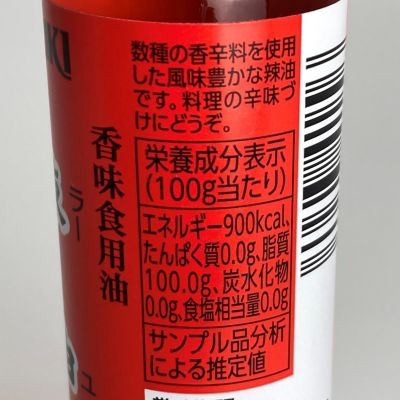 数種の香辛料を使用
した風味豊かな辣油
です。料理の辛味づ
けにどうぞ。
栄養成分表示
(100g当たり)
エネルギー900kcal、
たんぱく質0.0g、脂質
100.0g、炭水化物
0.0g、食塩相当量0.0g
サンプル品分析
による推定値
香味食用油
ラー
ユ